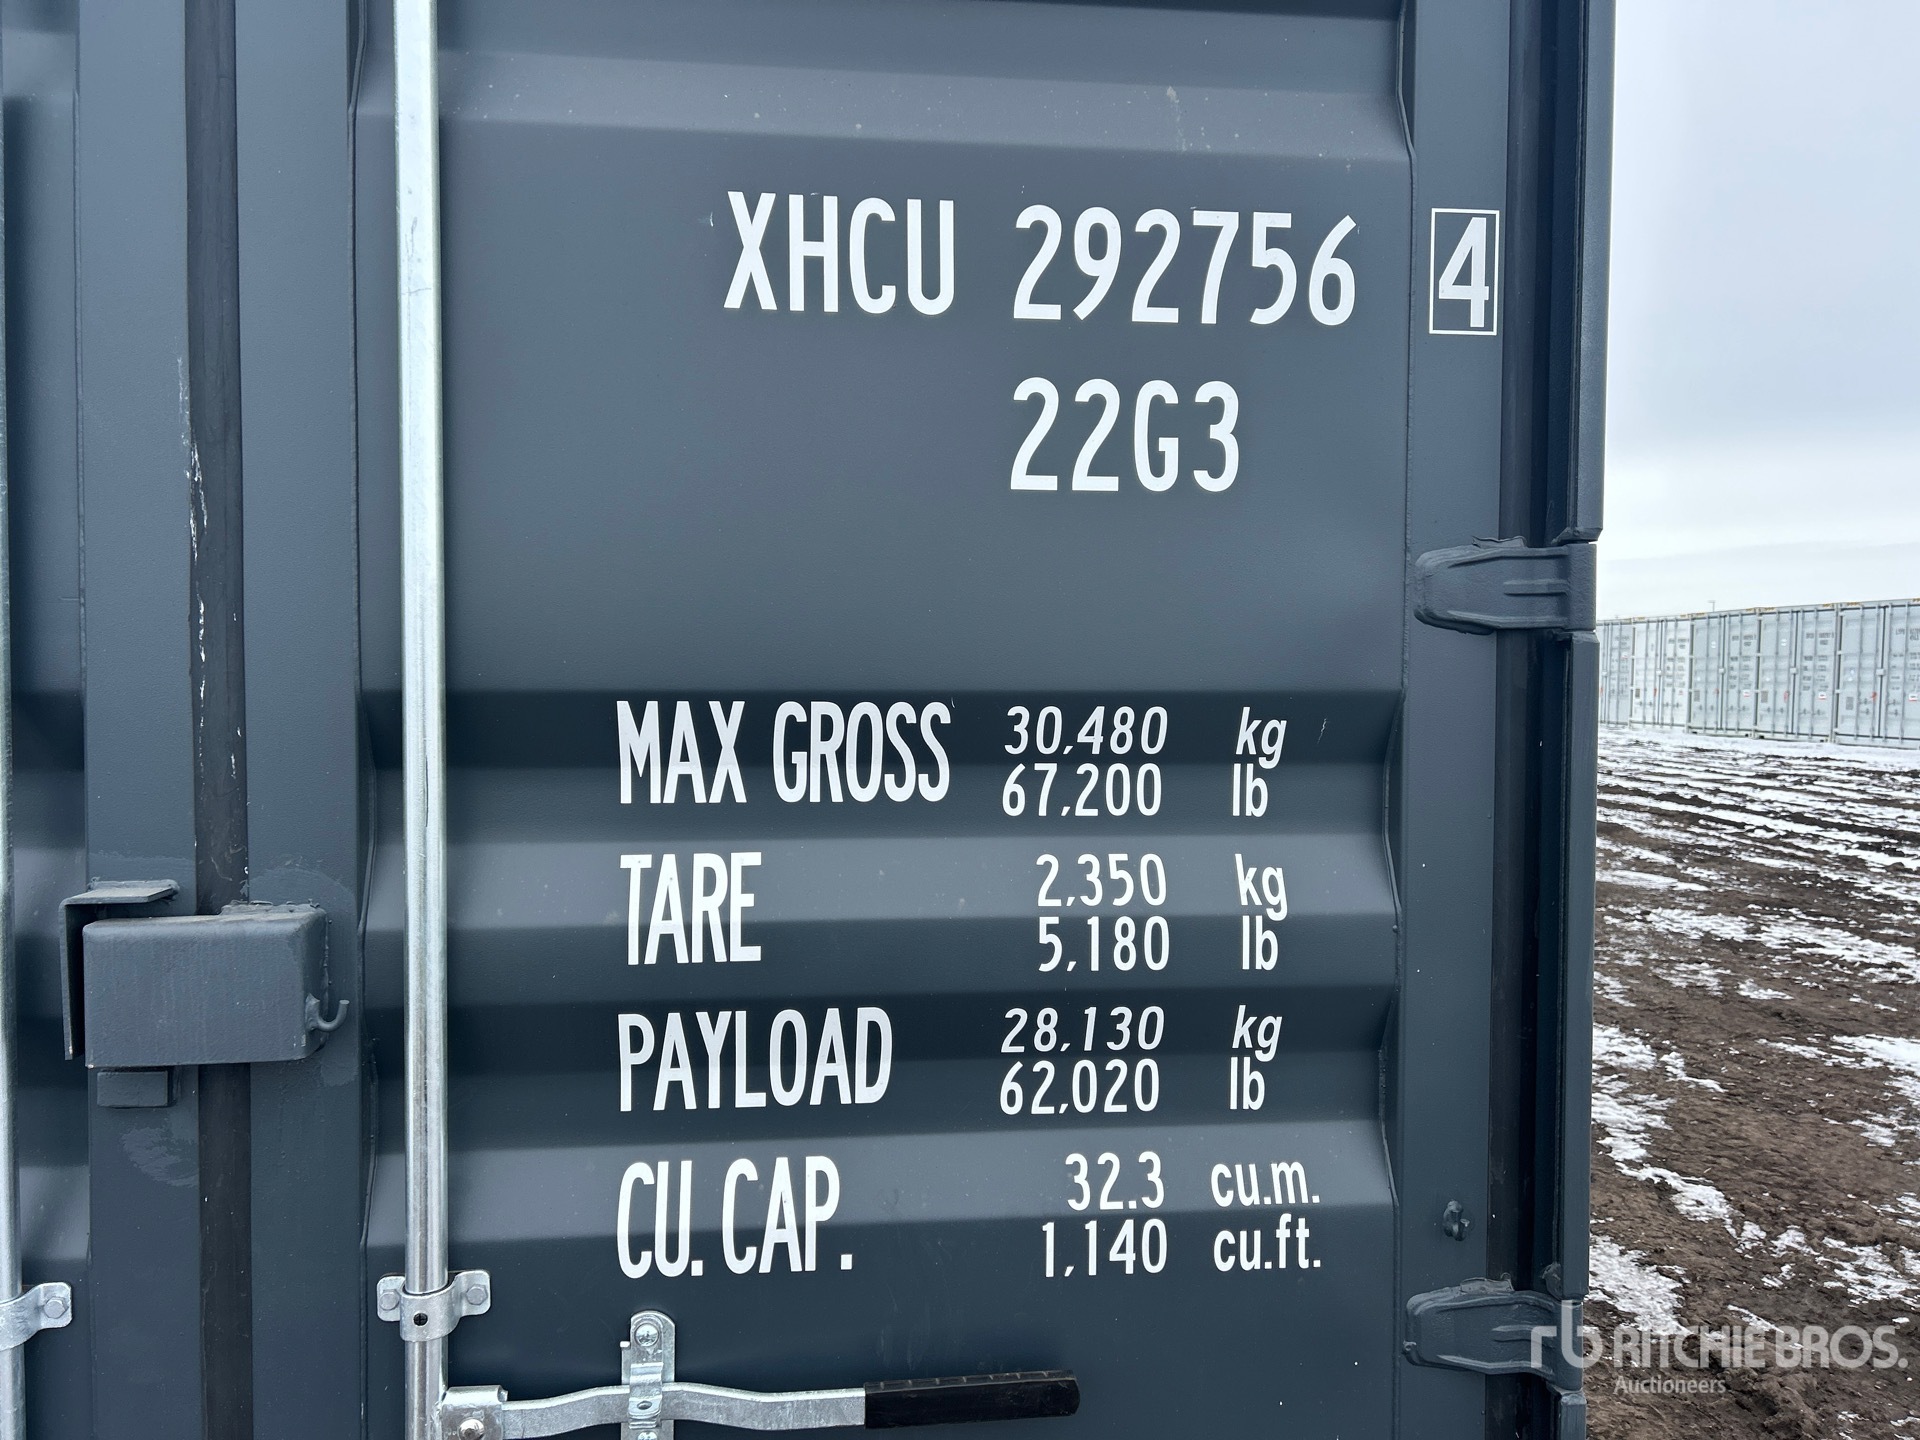 XHCU 292756 4
22G3
MAX GROSS 30,480 kg
67,200 lb
TARE 2,350 kg
5,180 lb
PAYLOAD 28,130 kg
62,020 lb
CU. CAP. 32.3 cu.m.
1,140 cu.ft.
rb RITCHIE BROS.
Auctioneers